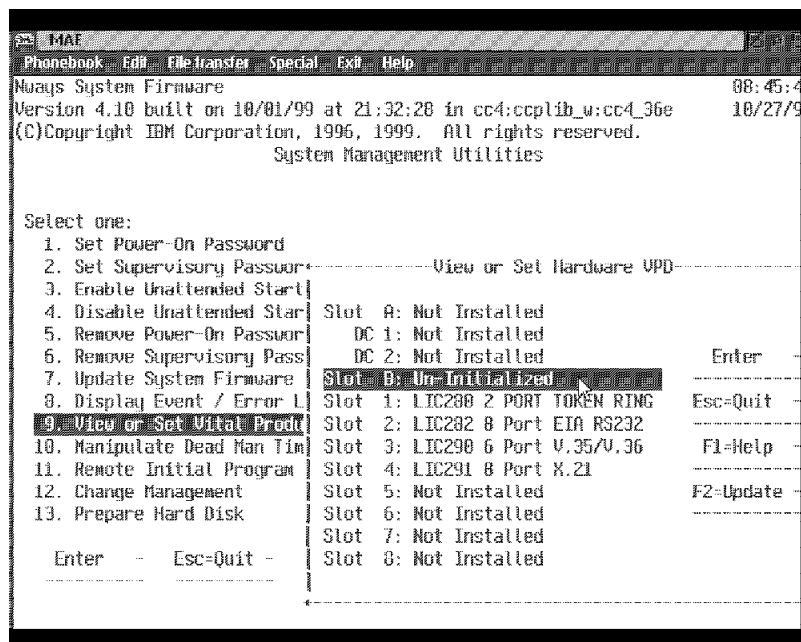 MAE
Phonebook Edit File transfer Special Exit Help
Nways System Firmware 08:45:4
Version 4.10 built on 10/01/99 at 21:32:28 in cc4:ccplib_w:cc4_36e 10/27/9
(C)Copyright IBM Corporation, 1996, 1999. All rights reserved.
System Management Utilities
Select one:
1. Set Power-On Password
2. Set Supervisory Passwor View or Set Hardware VPD
3. Enable Unattended Start
4. Disable Unattended Star Slot A: Not Installed
5. Remove Power-On Passwor DC 1: Not Installed
6. Remove Supervisory Pass DC 2: Not Installed Enter -
7. Update System Firmware Slot B: Un-Initialized
8. Display Event / Error L Slot 1: LIC280 2 PORT TOKEN RING Esc=Quit -
9. View or Set Vital Produ Slot 2: LIC282 8 Port EIA RS232
10. Manipulate Dead Man Tim Slot 3: LIC290 6 Port V.35/V.36 F1=Help -
11. Remote Initial Program Slot 4: LIC291 8 Port X.21
12. Change Management Slot 5: Not Installed F2=Update -
13. Prepare Hard Disk Slot 6: Not Installed
Slot 7: Not Installed
Enter - Esc=Quit - Slot 8: Not Installed